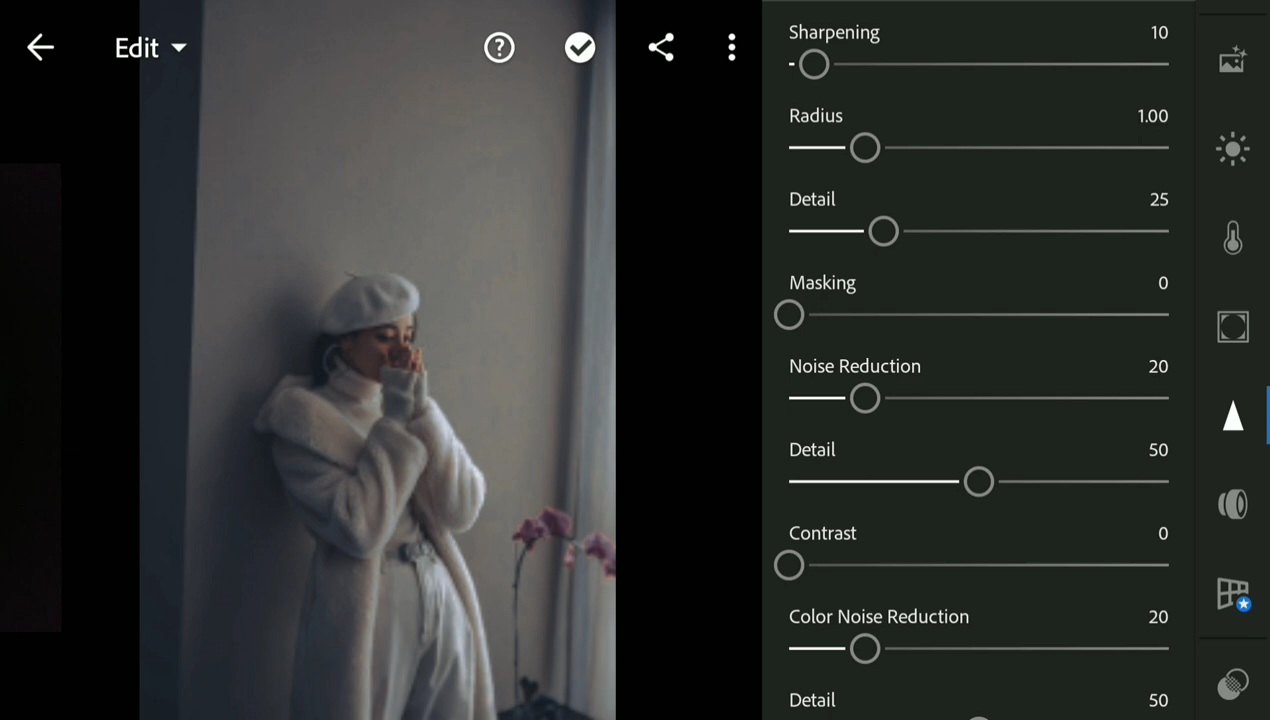 Edit
Sharpening 10
Radius 1.00
Detail 25
Masking 0
Noise Reduction 20
Detail 50
Contrast 0
Color Noise Reduction 20
Detail 50